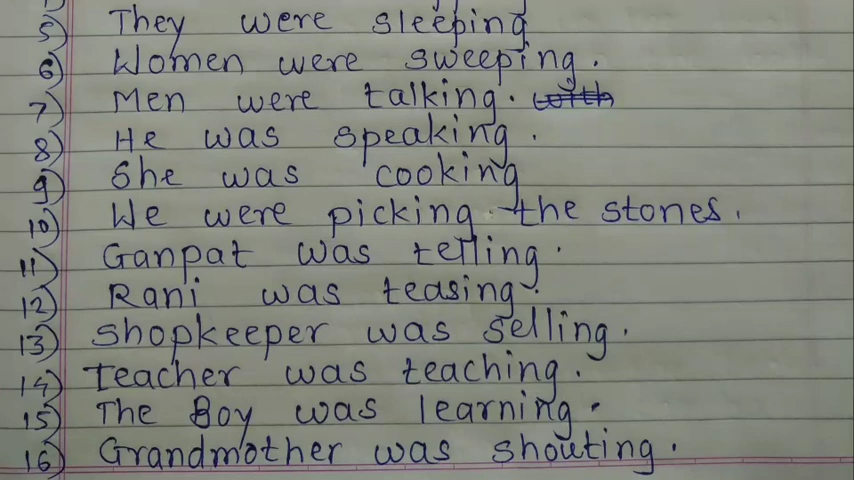 5) They were sleeping
6) Women were sweeping.
7) Men were talking. with
8) He was speaking.
9) She was cooking
10) We were picking the stones.
11) Ganpat was telling.
12) Rani was teasing.
13) shopkeeper was selling.
14) teacher was teaching.
15) The Boy was learning.
16) Grandmother was shouting.